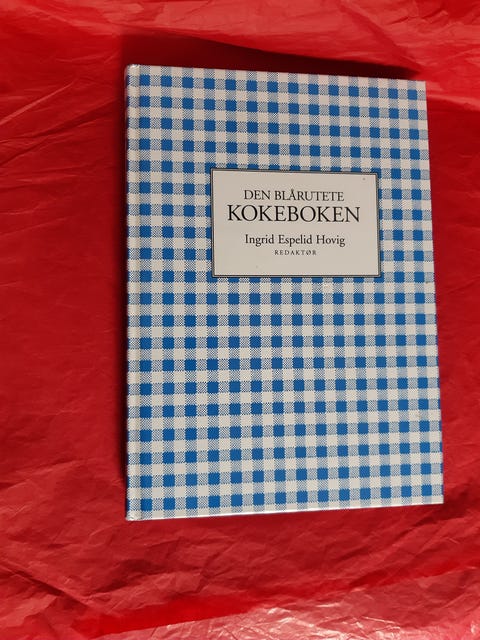 DEN BLÅRUTETE
KOKEBOKEN
Ingrid Espelid Hovig
REDAKTØR